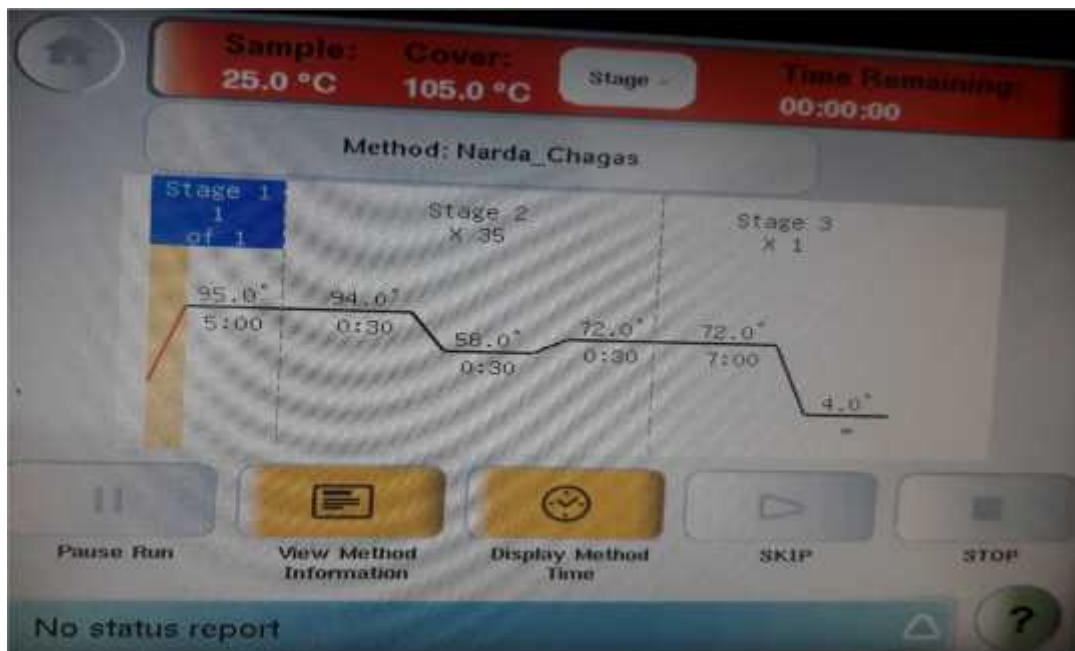 Sample:
25.0 °C
Cover:
105.0 °C
Stage -
Time Remaining:
00:00:00
Method: Narda_Chagas
Stage 1
1
of 1
Stage 2
X 35
Stage 3
X 1
95.0°
5:00
94.0°
0:30
58.0°
0:30
72.0°
0:30
72.0°
7:00
4.0°
∞
Pause Run
View Method
Information
Display Method
Time
SKIP
STOP
No status report
?